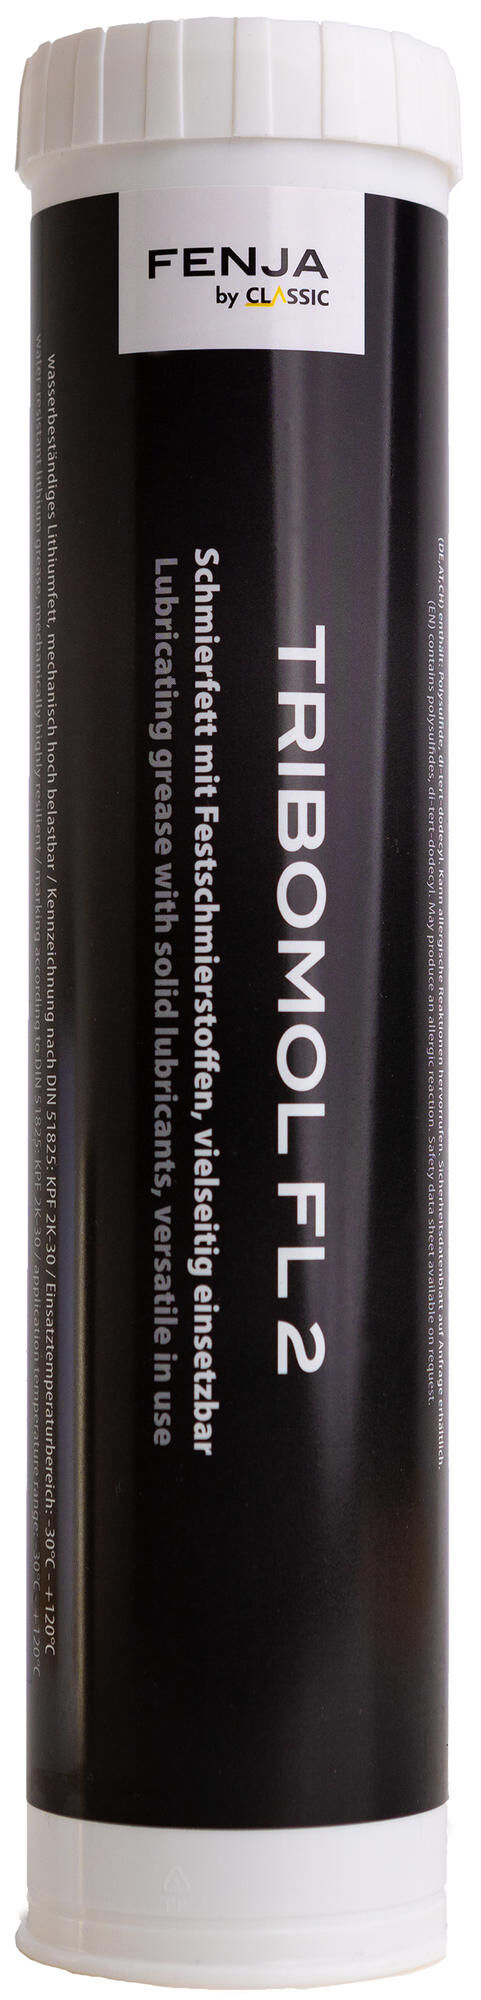 FENJA
by CLASSIC
TRIBOMOL FL 2
Schmierfett mit Festschmierstoffen, vielseitig einsetzbar
Lubricating grease with solid lubricants, versatile in use
(DE,AT,CH) enthält: Polysulfide, di-tert-dodecyl. Kann allergische Reaktionen hervorrufen. Sicherheitsdatenblatt auf Anfrage erhältlich.
(EN) contains polysulfides, di-tert-dodecyl. May produce an allergic reaction. Safety data sheet available on request.
Wasserbeständiges Lithiumfett, mechanisch hoch belastbar / Kennzeichnung nach DIN 51825: KPF 2K-30 / Einsatztemperaturbereich: -30°C - +120°C
Water-resistant lithium grease, mechanically highly resilient / marking according to DIN 51825: KPF 2K-30 / application temperature range: -30°C - +120°C
PP